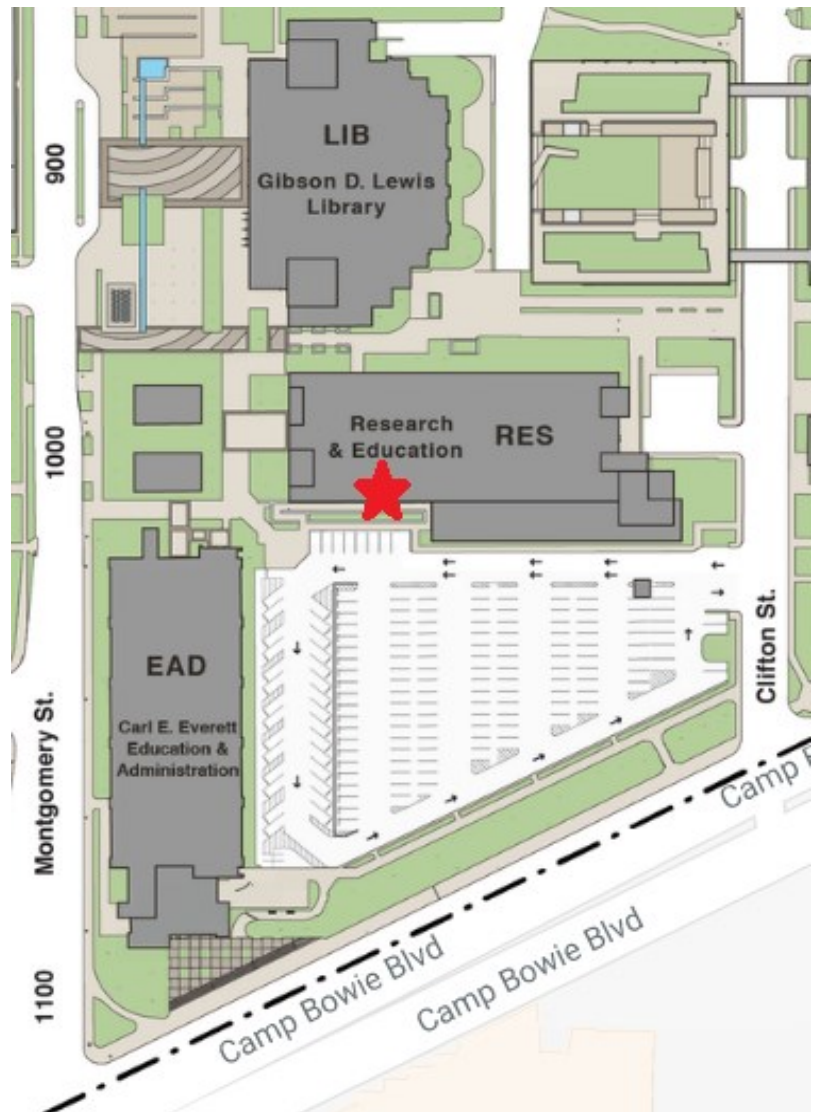 LIB
Gibson D. Lewis
Library
900
Research
& Education
RES
1000
EAD
Carl E. Everett
Education &
Administration
Montgomery St.
Clifton St.
1100
Camp Bowie Blvd
Camp Bowie Blvd
Camp